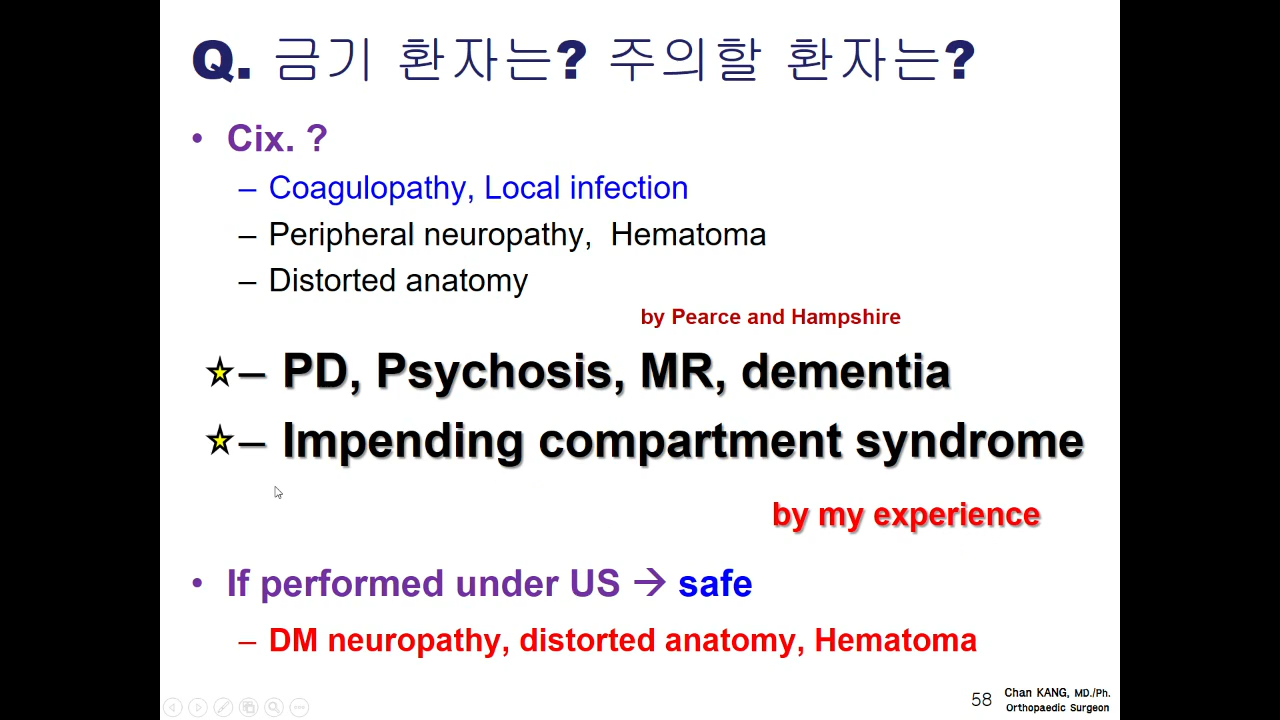 Q. 금기 환자는? 주의할 환자는?
• Cix. ?
– Coagulopathy, Local infection
– Peripheral neuropathy, Hematoma
– Distorted anatomy
by Pearce and Hampshire
– PD, Psychosis, MR, dementia
– Impending compartment syndrome
by my experience
• If performed under US → safe
– DM neuropathy, distorted anatomy, Hematoma
58
Chan KANG, MD./Ph.
Orthopaedic Surgeon